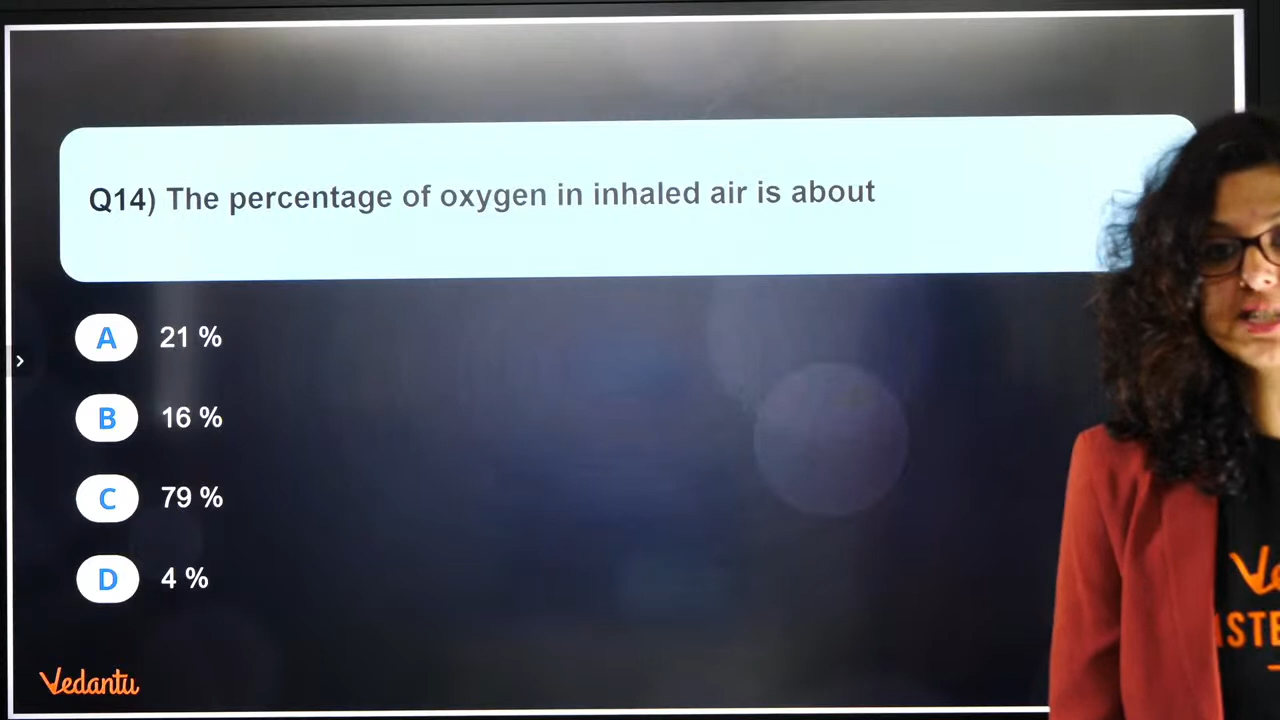 Q14) The percentage of oxygen in inhaled air is about
A 21 %
B 16 %
C 79 %
D 4 %
Vedantu